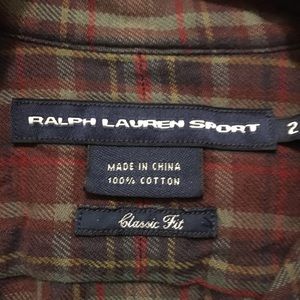 RALPH LAUREN SPORT 2
MADE IN CHINA
100% COTTON
Classic Fit